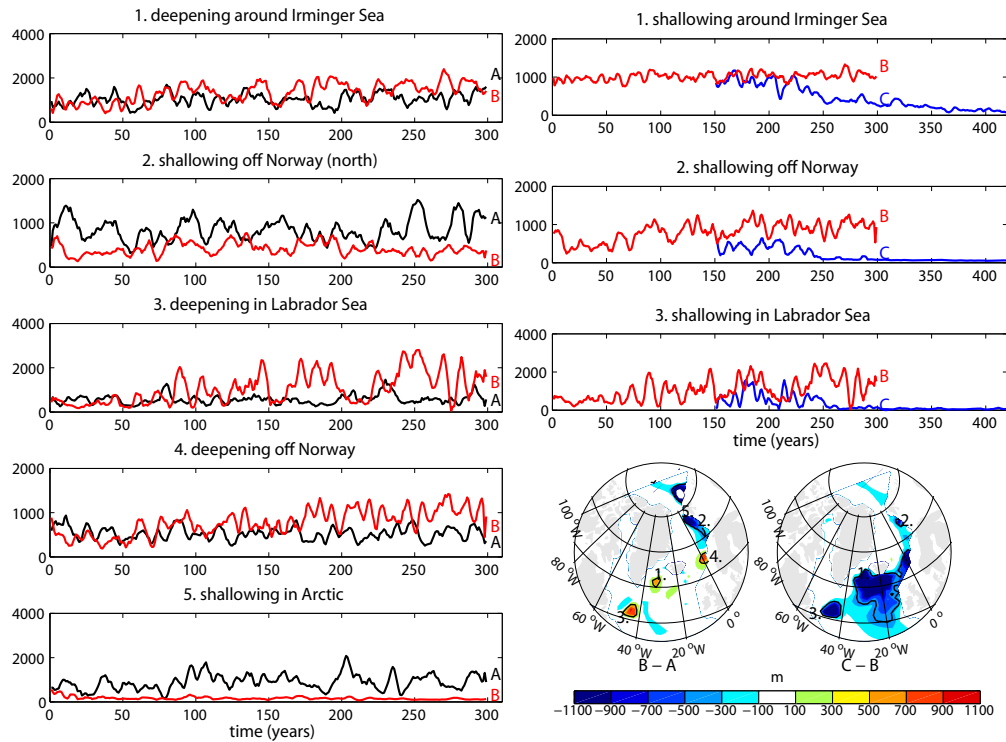 1. deepening around Irminger Sea
4000
2000
0
A
B
0 50 100 150 200 250 300
2. shallowing off Norway (north)
2000
1000
0
A
B
0 50 100 150 200 250 300
3. deepening in Labrador Sea
4000
2000
0
B
A
0 50 100 150 200 250 300
4. deepening off Norway
2000
1000
0
B
A
0 50 100 150 200 250 300
5. shallowing in Arctic
4000
2000
0
A
B
0 50 100 150 200 250 300
time (years)
1. shallowing around Irminger Sea
2000
1000
0
B
C
0 50 100 150 200 250 300 350 400
2. shallowing off Norway
2000
1000
0
B
C
0 50 100 150 200 250 300 350 400
3. shallowing in Labrador Sea
4000
2000
0
B
C
0 50 100 150 200 250 300 350 400
time (years)
100 °W
80 °W
60 °W
40 °W
20 °W
0 °
5. 2.
4.
1.
3.
B − A
100 °W
80 °W
60 °W
40 °W
20 °W
0 °
2.
1.
3.
C − B
m
−1100 −900 −700 −500 −300 −100 100 300 500 700 900 1100